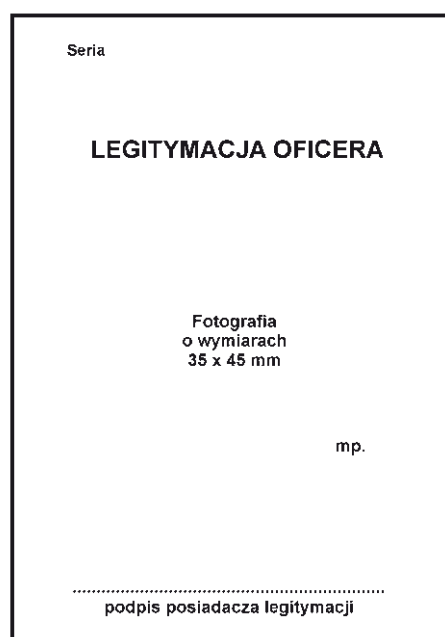 Seria
LEGITYMACJA OFICERA
Fotografia
o wymiarach
35 x 45 mm
mp.
................................................................
podpis posiadacza legitymacji